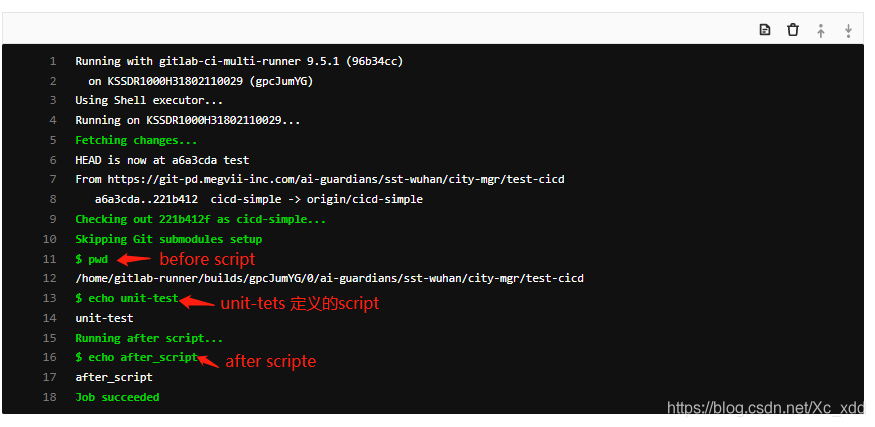 1 Running with gitlab-ci-multi-runner 9.5.1 (96b34cc)
2 on KSSDR1000H31802110029 (gpcJumYG)
3 Using Shell executor...
4 Running on KSSDR1000H31802110029...
5 Fetching changes...
6 HEAD is now at a6a3cda test
7 From https://git-pd.megvii-inc.com/ai-guardians/sst-wuhan/city-mgr/test-cicd
8 a6a3cda..221b412 cicd-simple -> origin/cicd-simple
9 Checking out 221b412f as cicd-simple...
10 Skipping Git submodules setup
11 $ pwd before script
12 /home/gitlab-runner/builds/gpcJumYG/0/ai-guardians/sst-wuhan/city-mgr/test-cicd
13 $ echo unit-test unit-tets 定义的script
14 unit-test
15 Running after script...
16 $ echo after_script after scripte
17 after_script
18 Job succeeded
https://blog.csdn.net/Xc_xdd